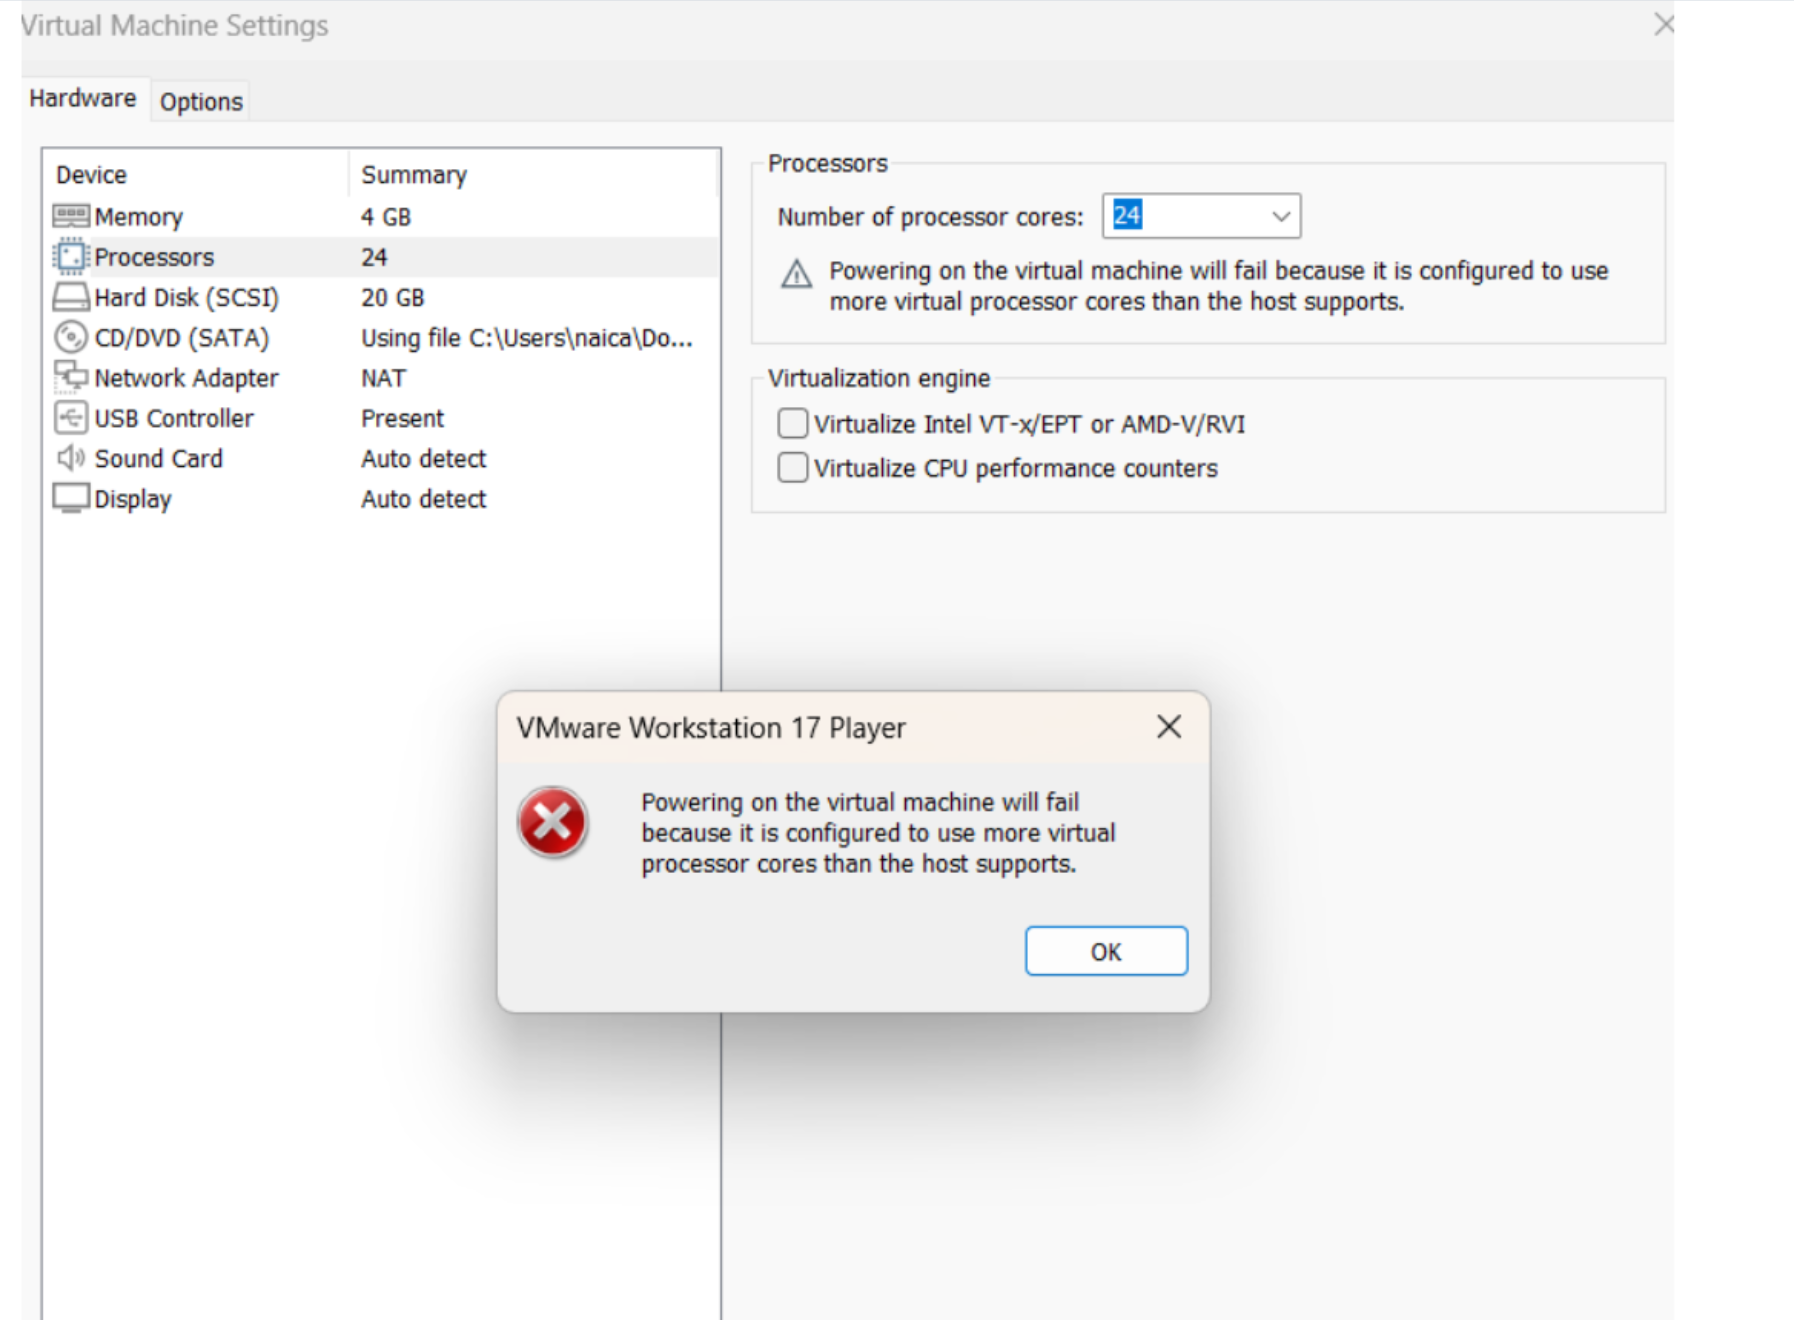 Virtual Machine Settings
Hardware
Options
Device Summary
Memory 4 GB
Processors 24
Hard Disk (SCSI) 20 GB
CD/DVD (SATA) Using file C:\Users\naica\Do...
Network Adapter NAT
USB Controller Present
Sound Card Auto detect
Display Auto detect
Processors
Number of processor cores: 24
Powering on the virtual machine will fail because it is configured to use
more virtual processor cores than the host supports.
Virtualization engine
Virtualize Intel VT-x/EPT or AMD-V/RVI
Virtualize CPU performance counters
VMware Workstation 17 Player
Powering on the virtual machine will fail
because it is configured to use more virtual
processor cores than the host supports.
OK